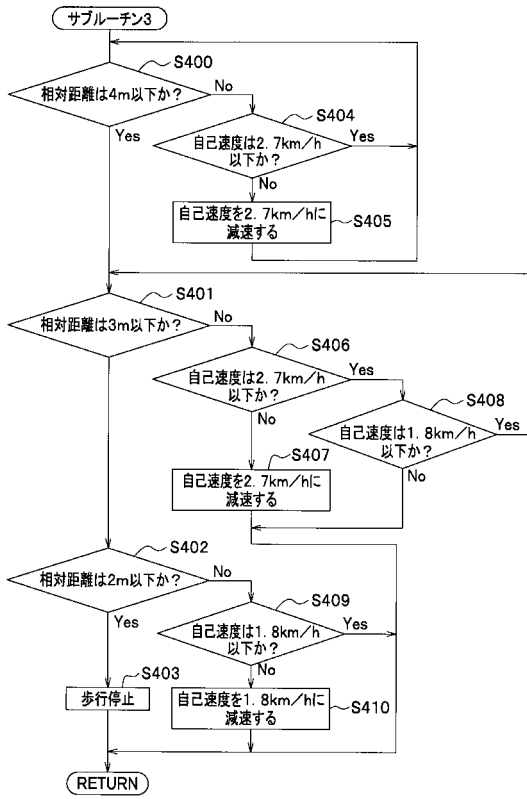 サブルーチン3
S400
相対距離は4m以下か?
No
S404
Yes
自己速度は2. 7km/h
以下か?
Yes
No
自己速度を2. 7km/hに
減速する
S405
S401
相対距離は3m以下か?
No
S406
自己速度は2. 7km/h
以下か?
Yes
S408
No
自己速度は1. 8km/h
以下か?
Yes
S407
No
自己速度を2. 7km/hに
減速する
S402
相対距離は2m以下か?
No
S409
Yes
自己速度は1. 8km/h
以下か?
Yes
S403
No
歩行停止
自己速度を1. 8km/hに
減速する
S410
RETURN